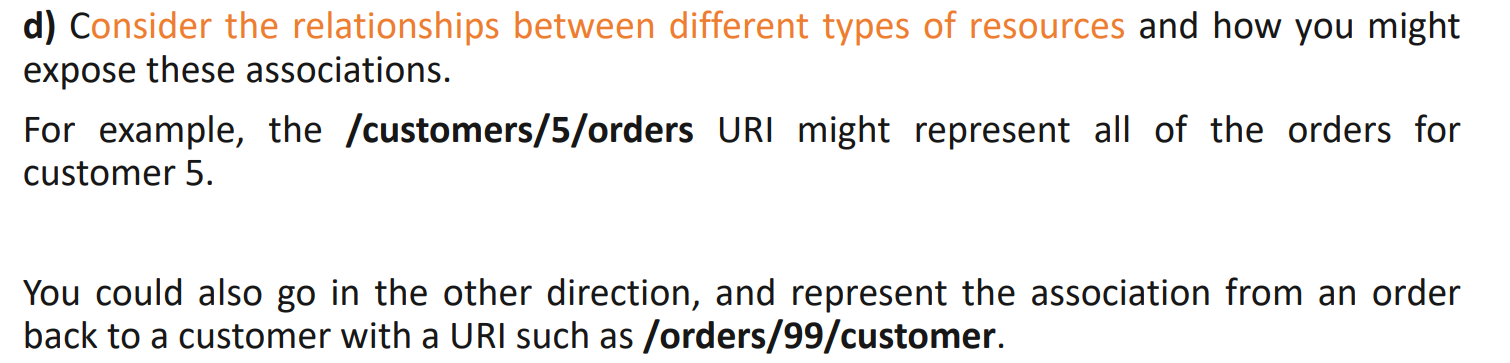 d) Consider the relationships between different types of resources and how you might
expose these associations.
For example, the /customers/5/orders URI might represent all of the orders for
customer 5.
You could also go in the other direction, and represent the association from an order
back to a customer with a URI such as /orders/99/customer.